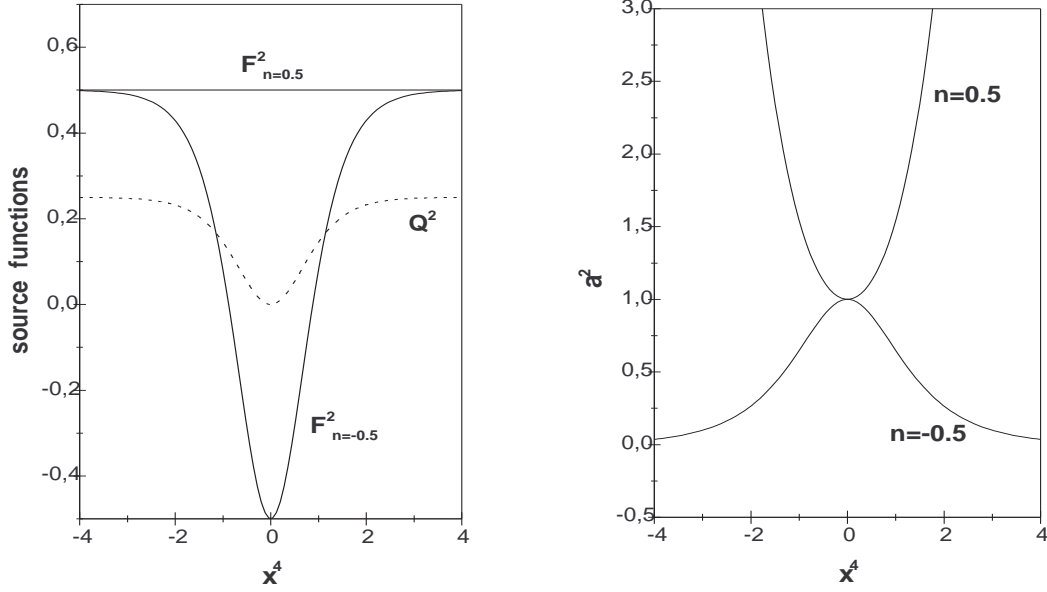 0,6
0,4
0,2
0,0
-0,2
-0,4
source functions
F²n=0.5
Q²
F²n=-0.5
-4
-2
0
2
4
x⁴
3,0
2,5
2,0
1,5
1,0
0,5
0,0
-0,5
a²
n=0.5
n=-0.5
-4
-2
0
2
4
x⁴